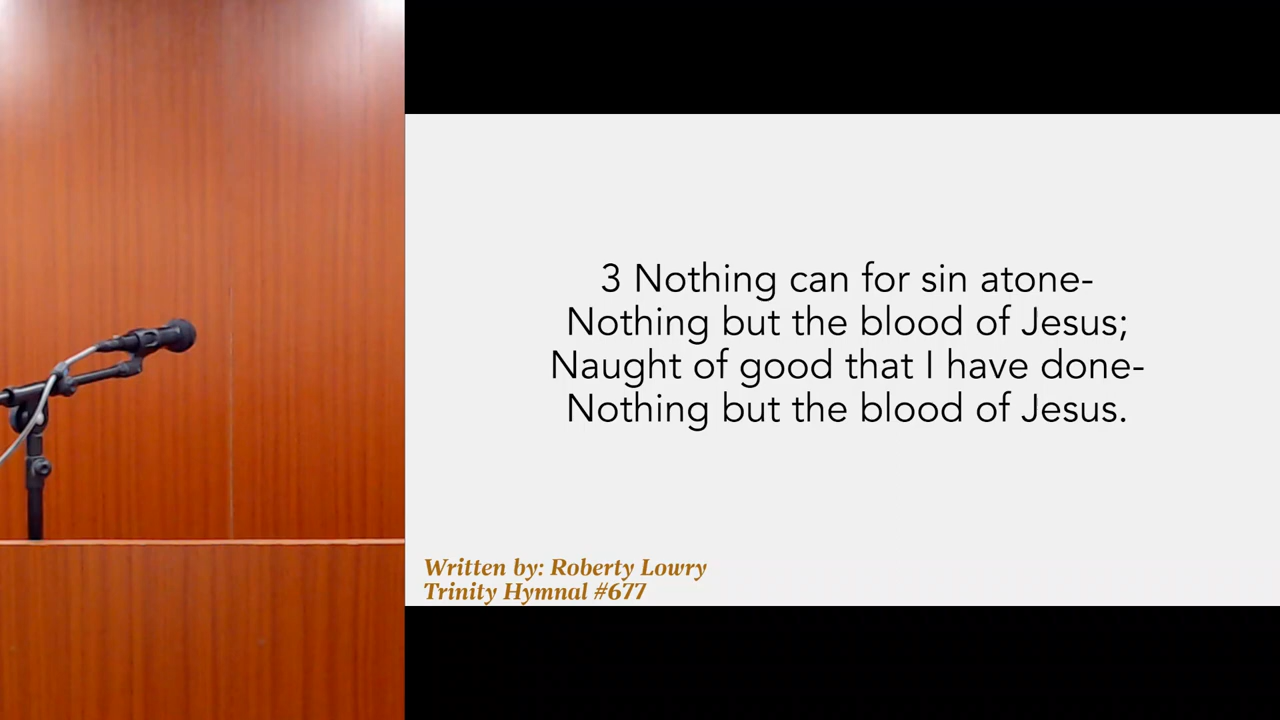 3 Nothing can for sin atone-
Nothing but the blood of Jesus;
Naught of good that I have done-
Nothing but the blood of Jesus.
Written by: Roberty Lowry
Trinity Hymnal #677